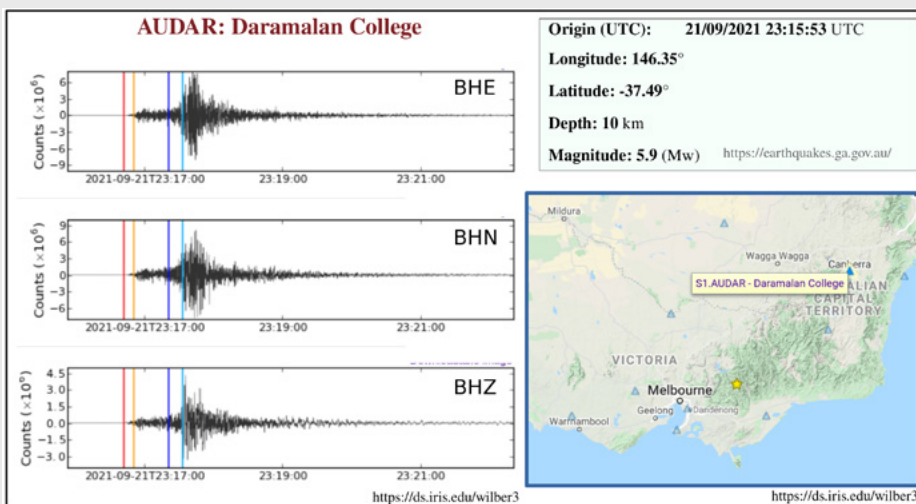 AUDAR: Daramalan College
Origin (UTC): 21/09/2021 23:15:53 UTC
Longitude: 146.35°
Latitude: -37.49°
Depth: 10 km
Magnitude: 5.9 (Mw) https://earthquakes.ga.gov.au/
Counts (×10⁶)
6
3
0
−3
−6
−9
BHE
2021-09-21T23:17:00 23:19:00 23:21:00
Counts (×10⁶)
9
6
3
0
−3
−6
BHN
2021-09-21T23:17:00 23:19:00 23:21:00
Counts (×10⁶)
4.5
3.0
1.5
0.0
−1.5
−3.0
BHZ
2021-09-21T23:17:00 23:19:00 23:21:00
https://ds.iris.edu/wilber3
Mildura
Wagga Wagga
Canberra
S1.AUDAR - Daramalan College
ALIAN
CAPITAL
TERRITORY
VICTORIA
Melbourne
Geelong
Dandenong
Warrnambool
https://ds.iris.edu/wilber3